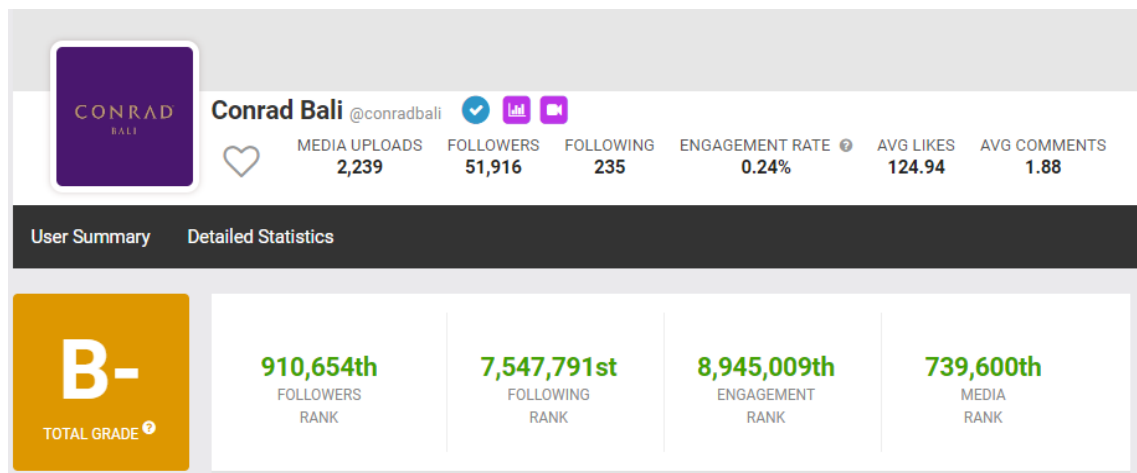 CONRAD
BALI
Conrad Bali @conradbali
MEDIA UPLOADS FOLLOWERS FOLLOWING ENGAGEMENT RATE ? AVG LIKES AVG COMMENTS
2,239 51,916 235 0.24% 124.94 1.88
User Summary Detailed Statistics
B-
TOTAL GRADE ?
910,654th 7,547,791st 8,945,009th 739,600th
FOLLOWERS FOLLOWING ENGAGEMENT MEDIA
RANK RANK RANK RANK